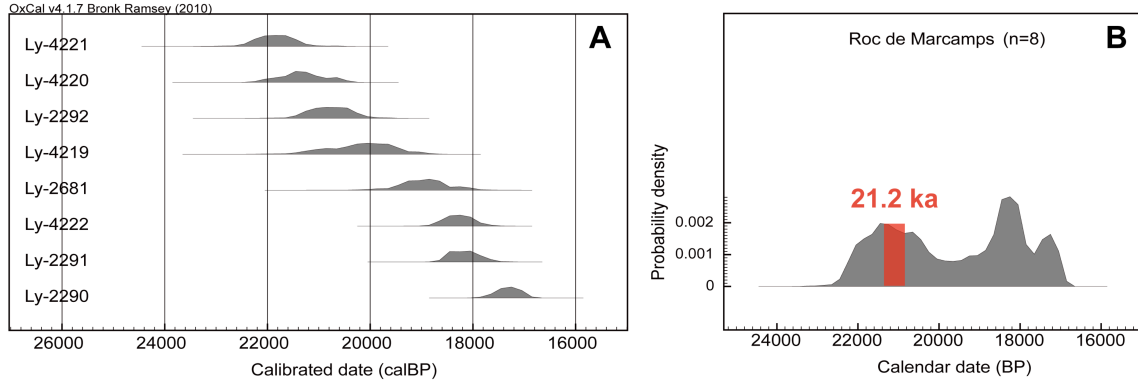 OxCal v4.1.7 Bronk Ramsey (2010)
A
Ly-4221
Ly-4220
Ly-2292
Ly-4219
Ly-2681
Ly-4222
Ly-2291
Ly-2290
26000 24000 22000 20000 18000 16000
Calibrated date (calBP)
B
Roc de Marcamps (n=8)
21.2 ka
Probability density
0.002
0.001
0
24000 22000 20000 18000 16000
Calendar date (BP)